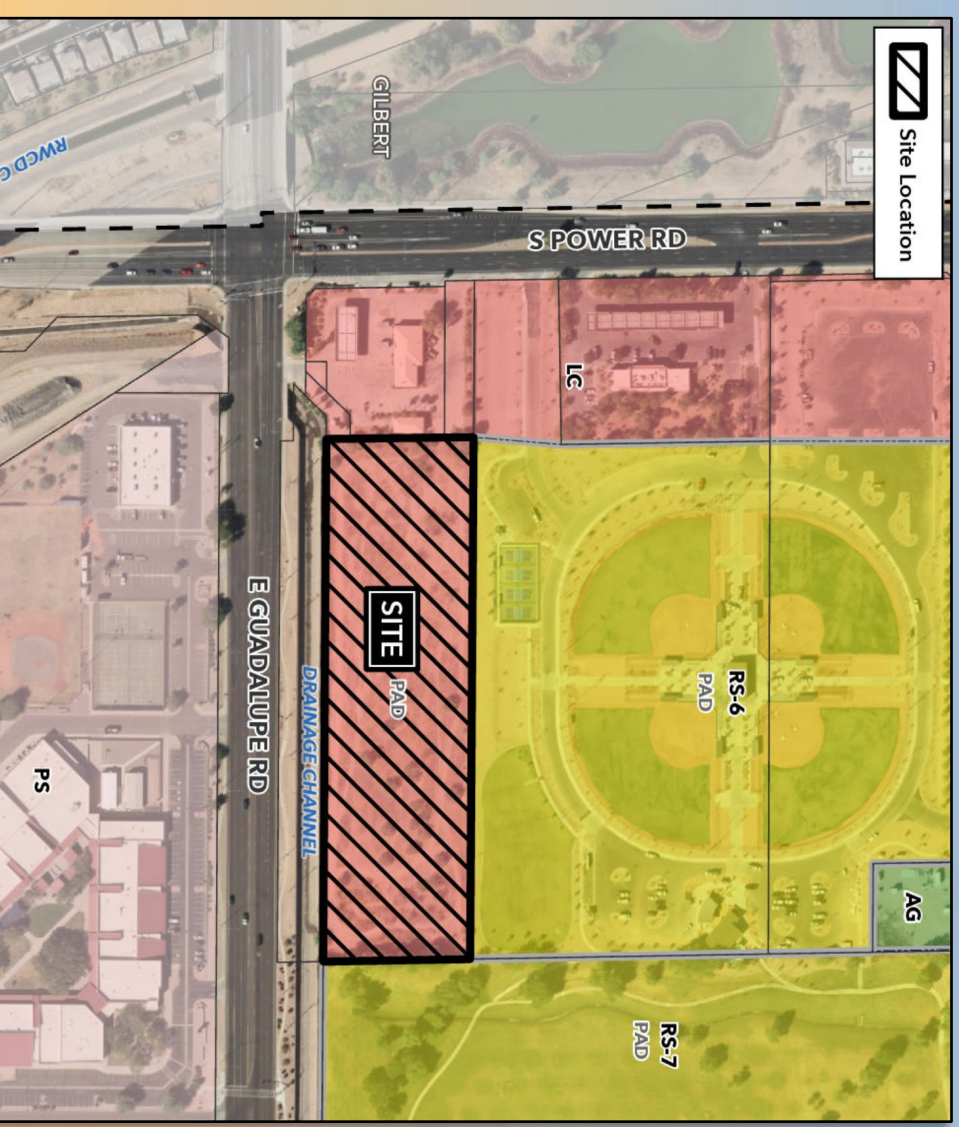 Site Location
GILBERT
RWCD C
S POWER RD
LC
SITE
PAD
RS-6
PAD
AG
E GUADALUPE RD
DRAINAGE CHANNEL
PS
RS-7
PAD